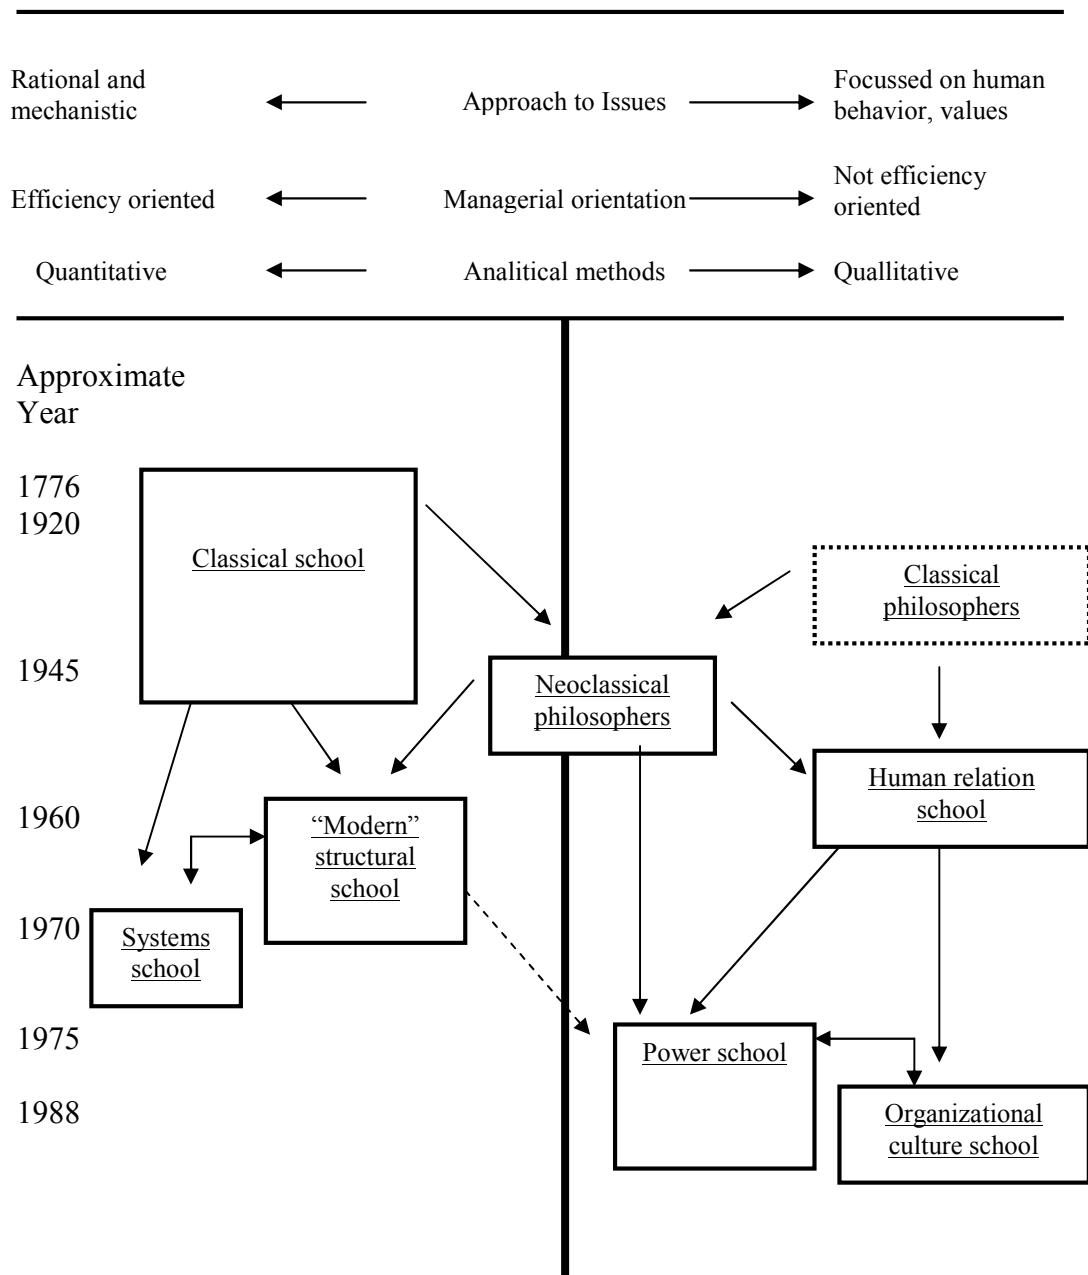 Rational and
mechanistic
Approach to Issues
Focussed on human
behavior, values
Efficiency oriented
Managerial orientation
Not efficiency
oriented
Quantitative
Analitical methods
Quallitative
Approximate
Year
1776
1920
Classical school
Classical
philosophers
1945
Neoclassical
philosophers
Human relation
school
1960
“Modern”
structural
school
1970
Systems
school
1975
Power school
1988
Organizational
culture school